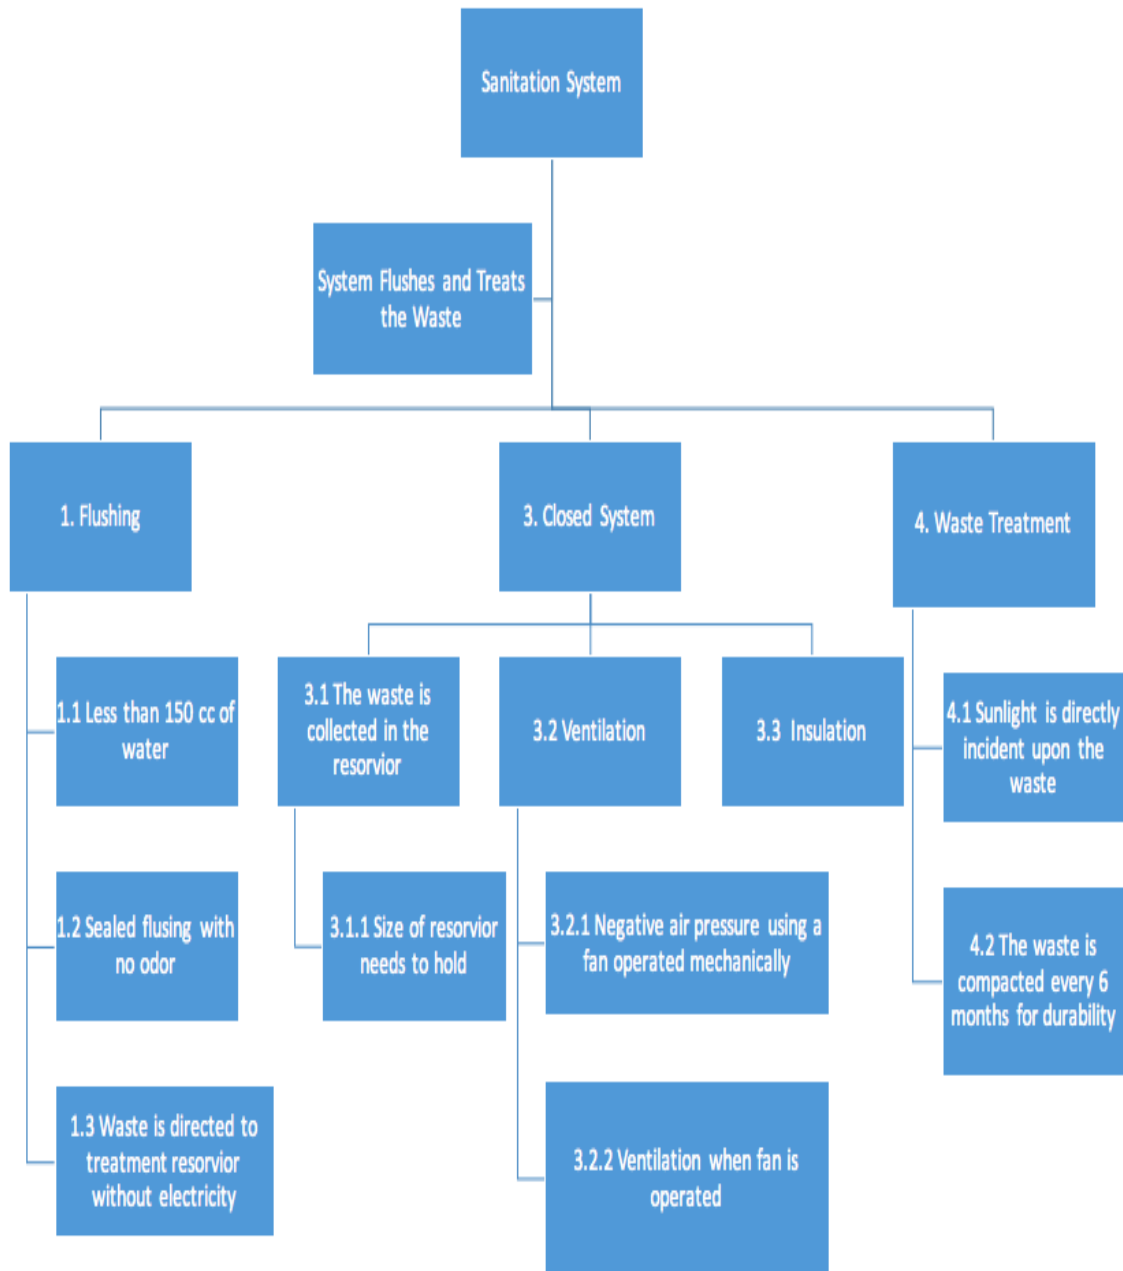 Sanitation System
System Flushes and Treats
the Waste
1. Flushing
3. Closed System
4. Waste Treatment
1.1 Less than 150 cc of
water
3.1 The waste is
collected in the
resorvior
3.2 Ventilation
3.3 Insulation
4.1 Sunlight is directly
incident upon the
waste
1.2 Sealed flusing with
no odor
3.1.1 Size of resorvior
needs to hold
3.2.1 Negative air pressure using a
fan operated mechanically
4.2 The waste is
compacted every 6
months for durability
1.3 Waste is directed to
treatment resorvior
without electricity
3.2.2 Ventilation when fan is
operated